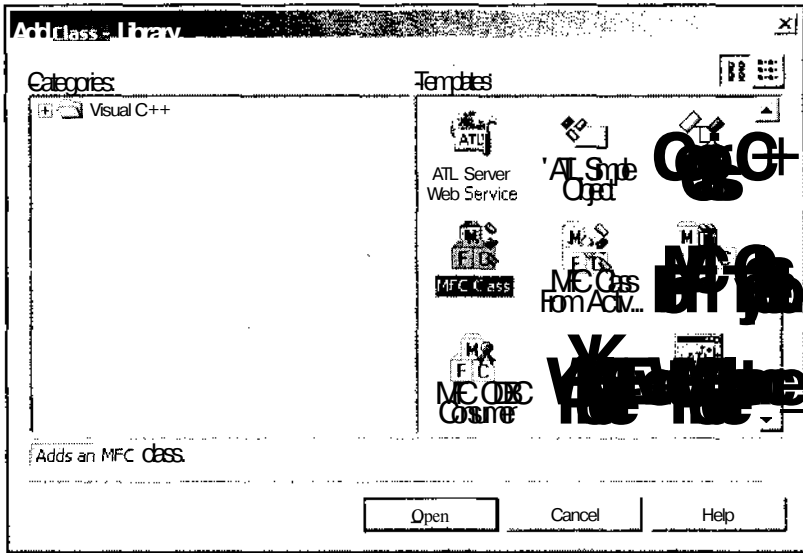 Add Class - Library
Categories:
Templates:
Visual C++
ATL Server
Web Service
ATL Simple
Object
MFC Class
MFC Class
From Activ...
MFC ODBC
Consumer
Adds an MFC class.
Open
Cancel
Help